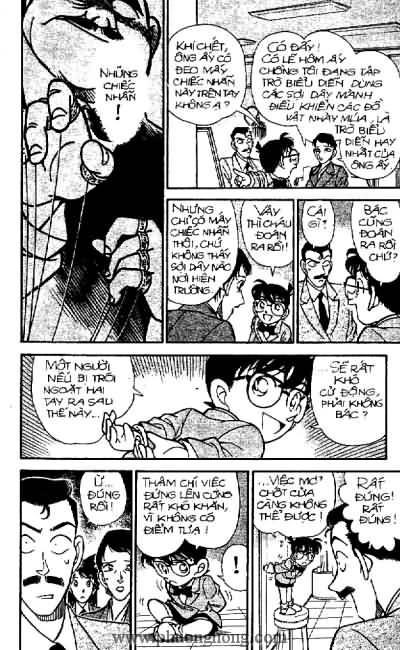 NHỮNG
CHIẾC
NHẪN
!
KHI CHẾT,
ÔNG ẤY CÓ
ĐEO MẤY
CHIẾC NHẪN
NÀY TRÊN TAY
KHÔNG Ạ?
CÓ ĐẤY!
CÓ LẼ HÔM ẤY
CHỒNG TÔI ĐANG TẬP
TRÒ BIỂU DIỄN DÙNG
CÁC SỢI DÂY MẢNH
ĐIỀU KHIỂN CÁC ĐỒ
VẬT NHẢY MÚA... LÀ
TRÒ BIỂU
DIỄN HAY
NHẤT CỦA
ÔNG ẤY.
NHƯNG
CHỈ CÓ MẤY
CHIẾC NHẪN
THÔI, CHỨ
KHÔNG THẤY
SỢI DÂY NÀO
NƠI HIỆN
TRƯỜNG.
VẬY
THÌ CHÁU
ĐOÁN
RA RỒI!
CÁI
GÌ?
BÁC
CŨNG
ĐOÁN
RA RỒI
CHỨ?
MỘT NGƯỜI
NẾU BỊ TRÓI
NGOẶT HAI
TAY RA SAU
THẾ NÀY...
...SẼ RẤT
KHÓ
CỬ ĐỘNG,
PHẢI KHÔNG
BÁC?
Ừ...
ĐÚNG
RỒI!
THẬM CHÍ VIỆC
ĐỨNG LÊN CŨNG
RẤT KHÓ KHĂN,
VÌ KHÔNG CÓ
ĐIỂM TỰA!
!
...VIỆC MỞ
CHỐT CỬA
CÀNG KHÔNG
THỂ ĐƯỢC!
RẤT
ĐÚNG!
RẤT
ĐÚNG!
www.phuonghong.com